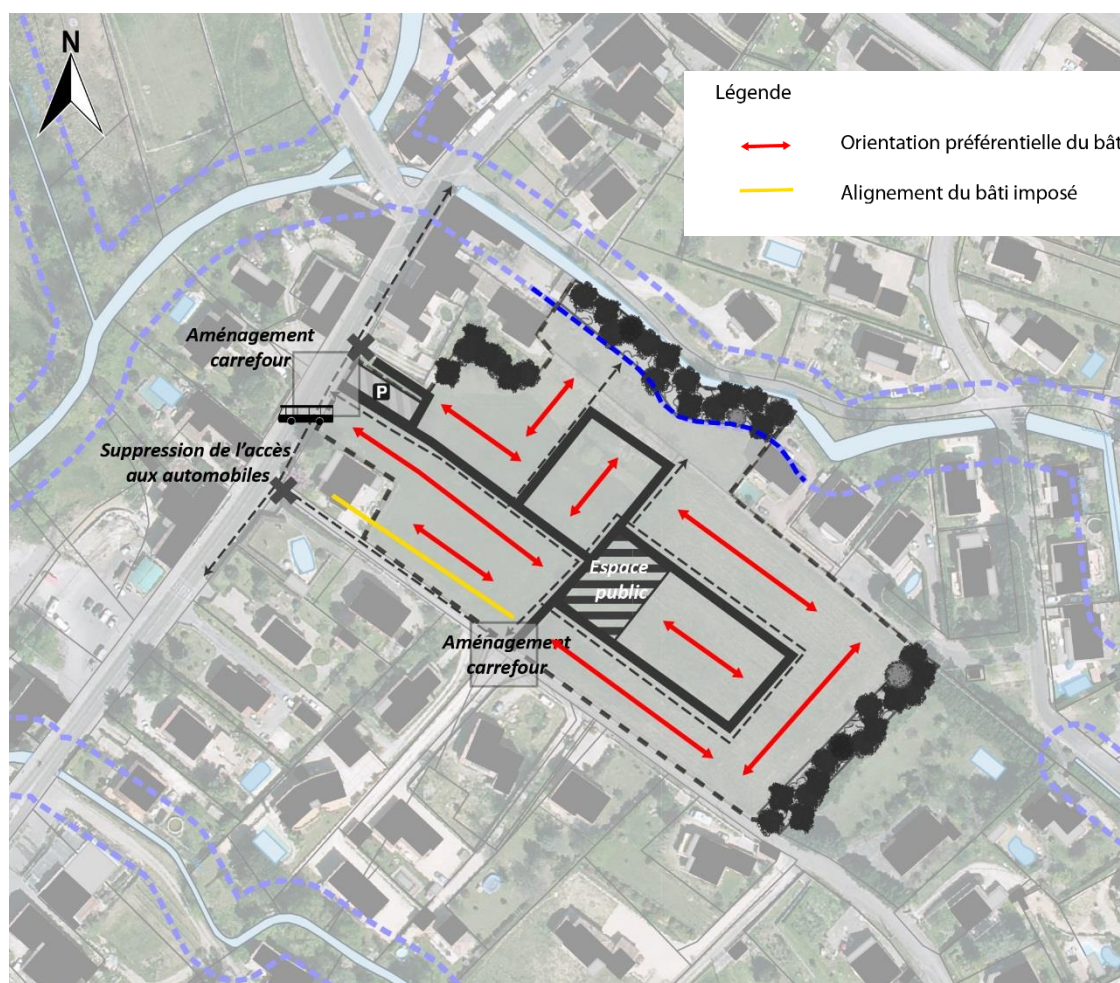 N
Légende
Orientation préférentielle du bât
Alignement du bâti imposé
Aménagement
carrefour
P
Suppression de l'accès
aux automobiles
Espace
public
Aménagement
carrefour